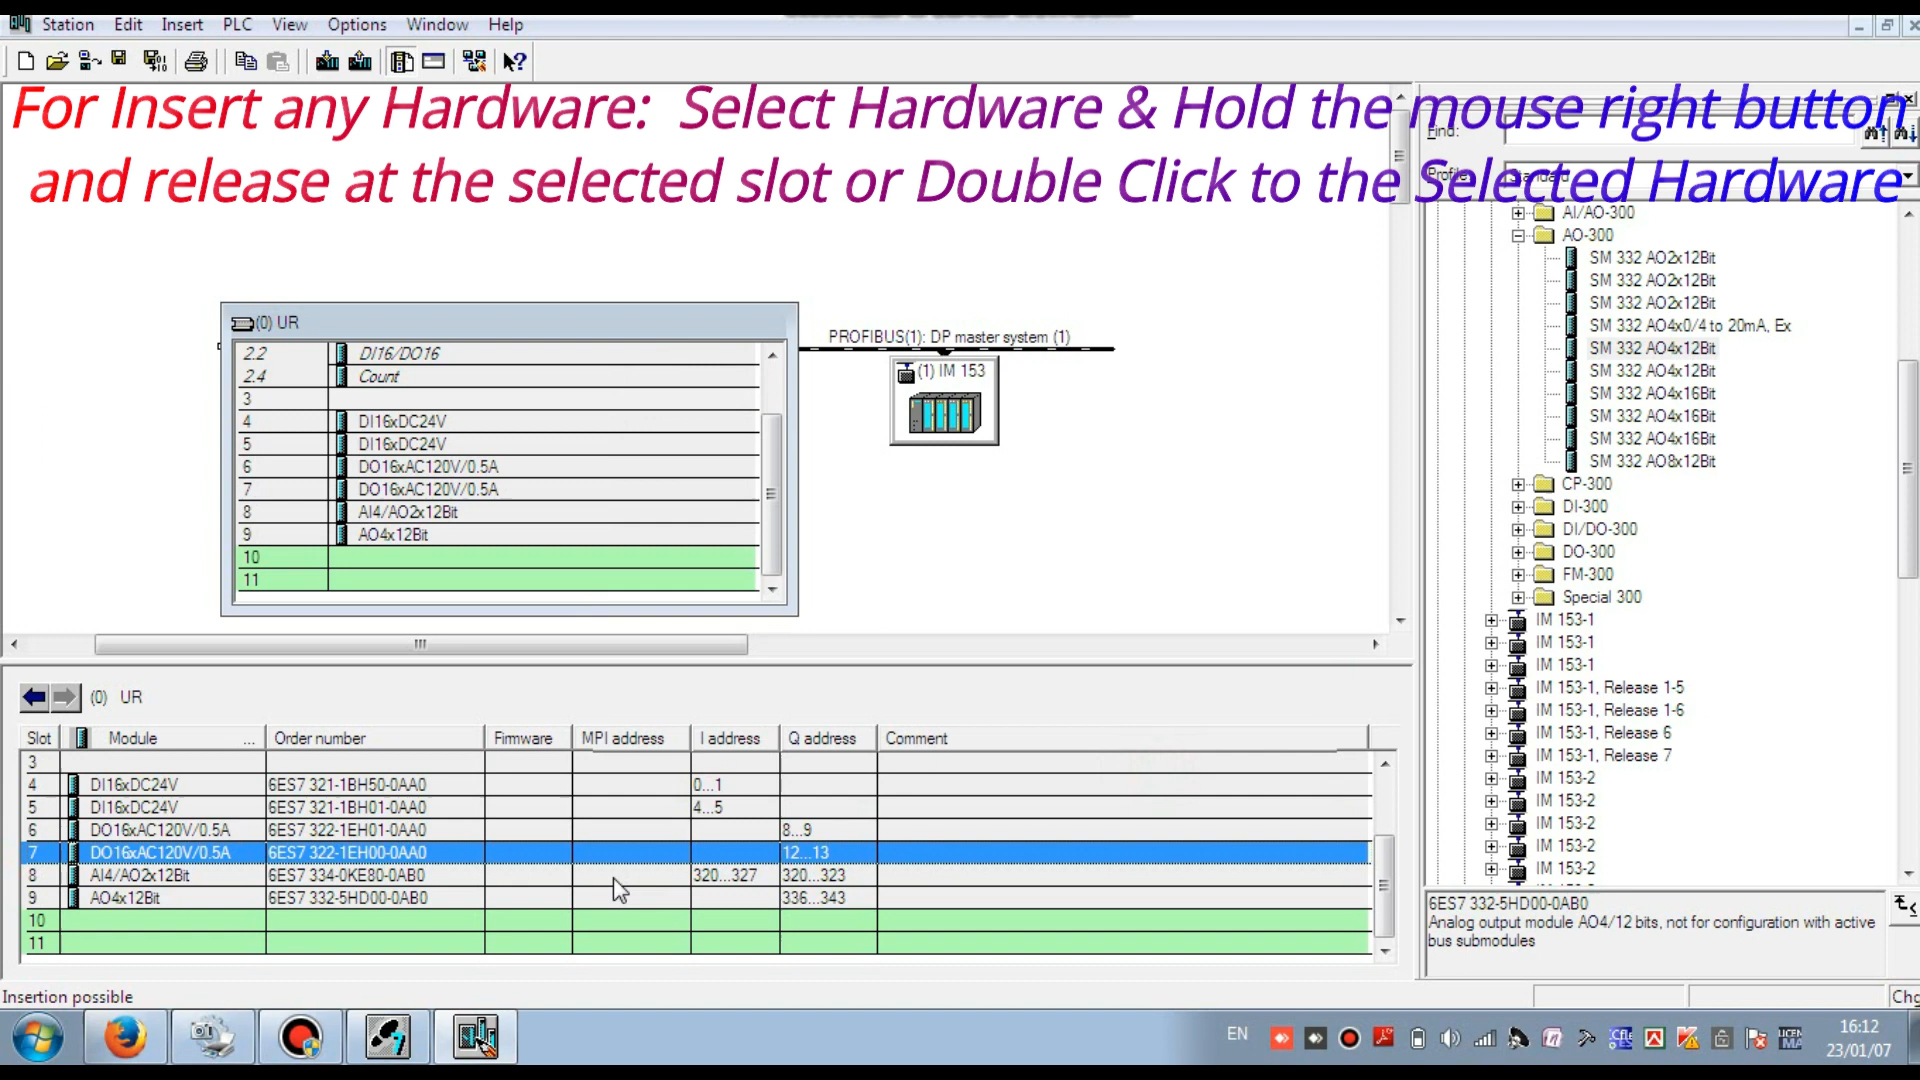 Station Edit Insert PLC View Options Window Help
For Insert any Hardware: Select Hardware & Hold the mouse right button
and release at the selected slot or Double Click to the Selected Hardware
Find:
Profile: Standard
AI/AO-300
AO-300
SM 332 AO2x12Bit
SM 332 AO2x12Bit
SM 332 AO2x12Bit
SM 332 AO4x0/4 to 20mA, Ex
SM 332 AO4x12Bit
SM 332 AO4x12Bit
SM 332 AO4x16Bit
SM 332 AO4x16Bit
SM 332 AO4x16Bit
SM 332 AO8x12Bit
CP-300
DI-300
DI/DO-300
DO-300
FM-300
Special 300
IM 153-1
IM 153-1
IM 153-1
IM 153-1, Release 1-5
IM 153-1, Release 1-6
IM 153-1, Release 6
IM 153-1, Release 7
IM 153-2
IM 153-2
IM 153-2
IM 153-2
IM 153-2
(0) UR
2.2 DI16/DO16
2.4 Count
3
4 DI16xDC24V
5 DI16xDC24V
6 DO16xAC120V/0.5A
7 DO16xAC120V/0.5A
8 AI4/AO2x12Bit
9 AO4x12Bit
10
11
PROFIBUS(1): DP master system (1)
(1) IM 153
(0) UR
Slot Module ... Order number Firmware MPI address I address Q address Comment
3
4 DI16xDC24V 6ES7 321-1BH50-0AA0 0...1
5 DI16xDC24V 6ES7 321-1BH01-0AA0 4...5
6 DO16xAC120V/0.5A 6ES7 322-1EH01-0AA0 8...9
7 DO16xAC120V/0.5A 6ES7 322-1EH00-0AA0 12...13
8 AI4/AO2x12Bit 6ES7 334-0KE80-0AB0 320...327 320...323
9 AO4x12Bit 6ES7 332-5HD00-0AB0 336...343
10
11
6ES7 332-5HD00-0AB0
Analog output module AO4/12 bits, not for configuration with active
bus submodules
Insertion possible
Chg
EN
16:12
23/01/07